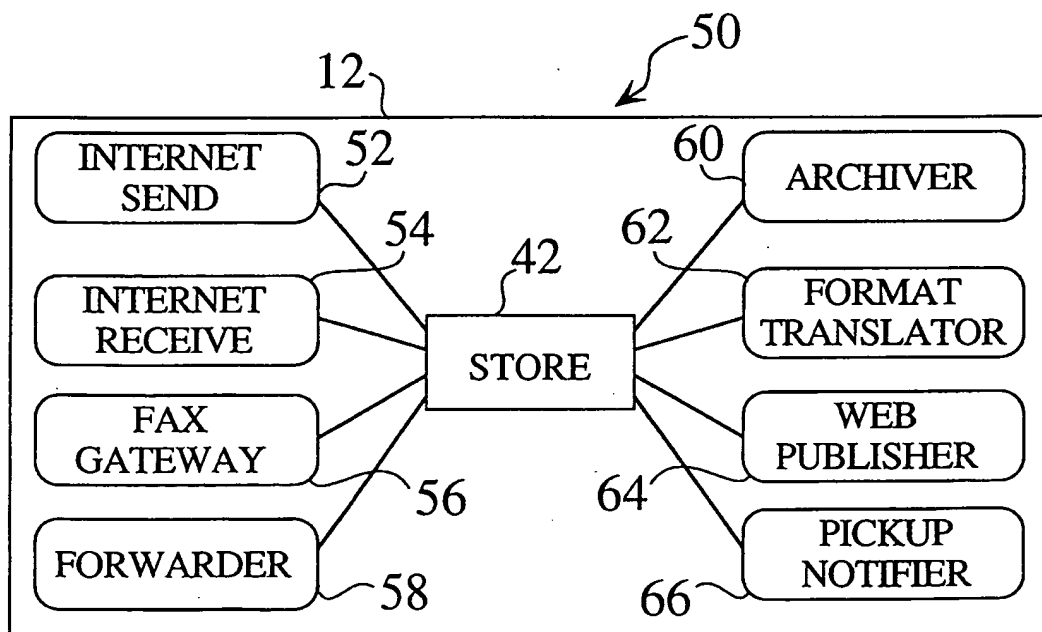 50
12
INTERNET
SEND
52
INTERNET
RECEIVE
54
FAX
GATEWAY
56
FORWARDER
58
42
STORE
60
ARCHIVER
62
FORMAT
TRANSLATOR
WEB
PUBLISHER
64
PICKUP
NOTIFIER
66